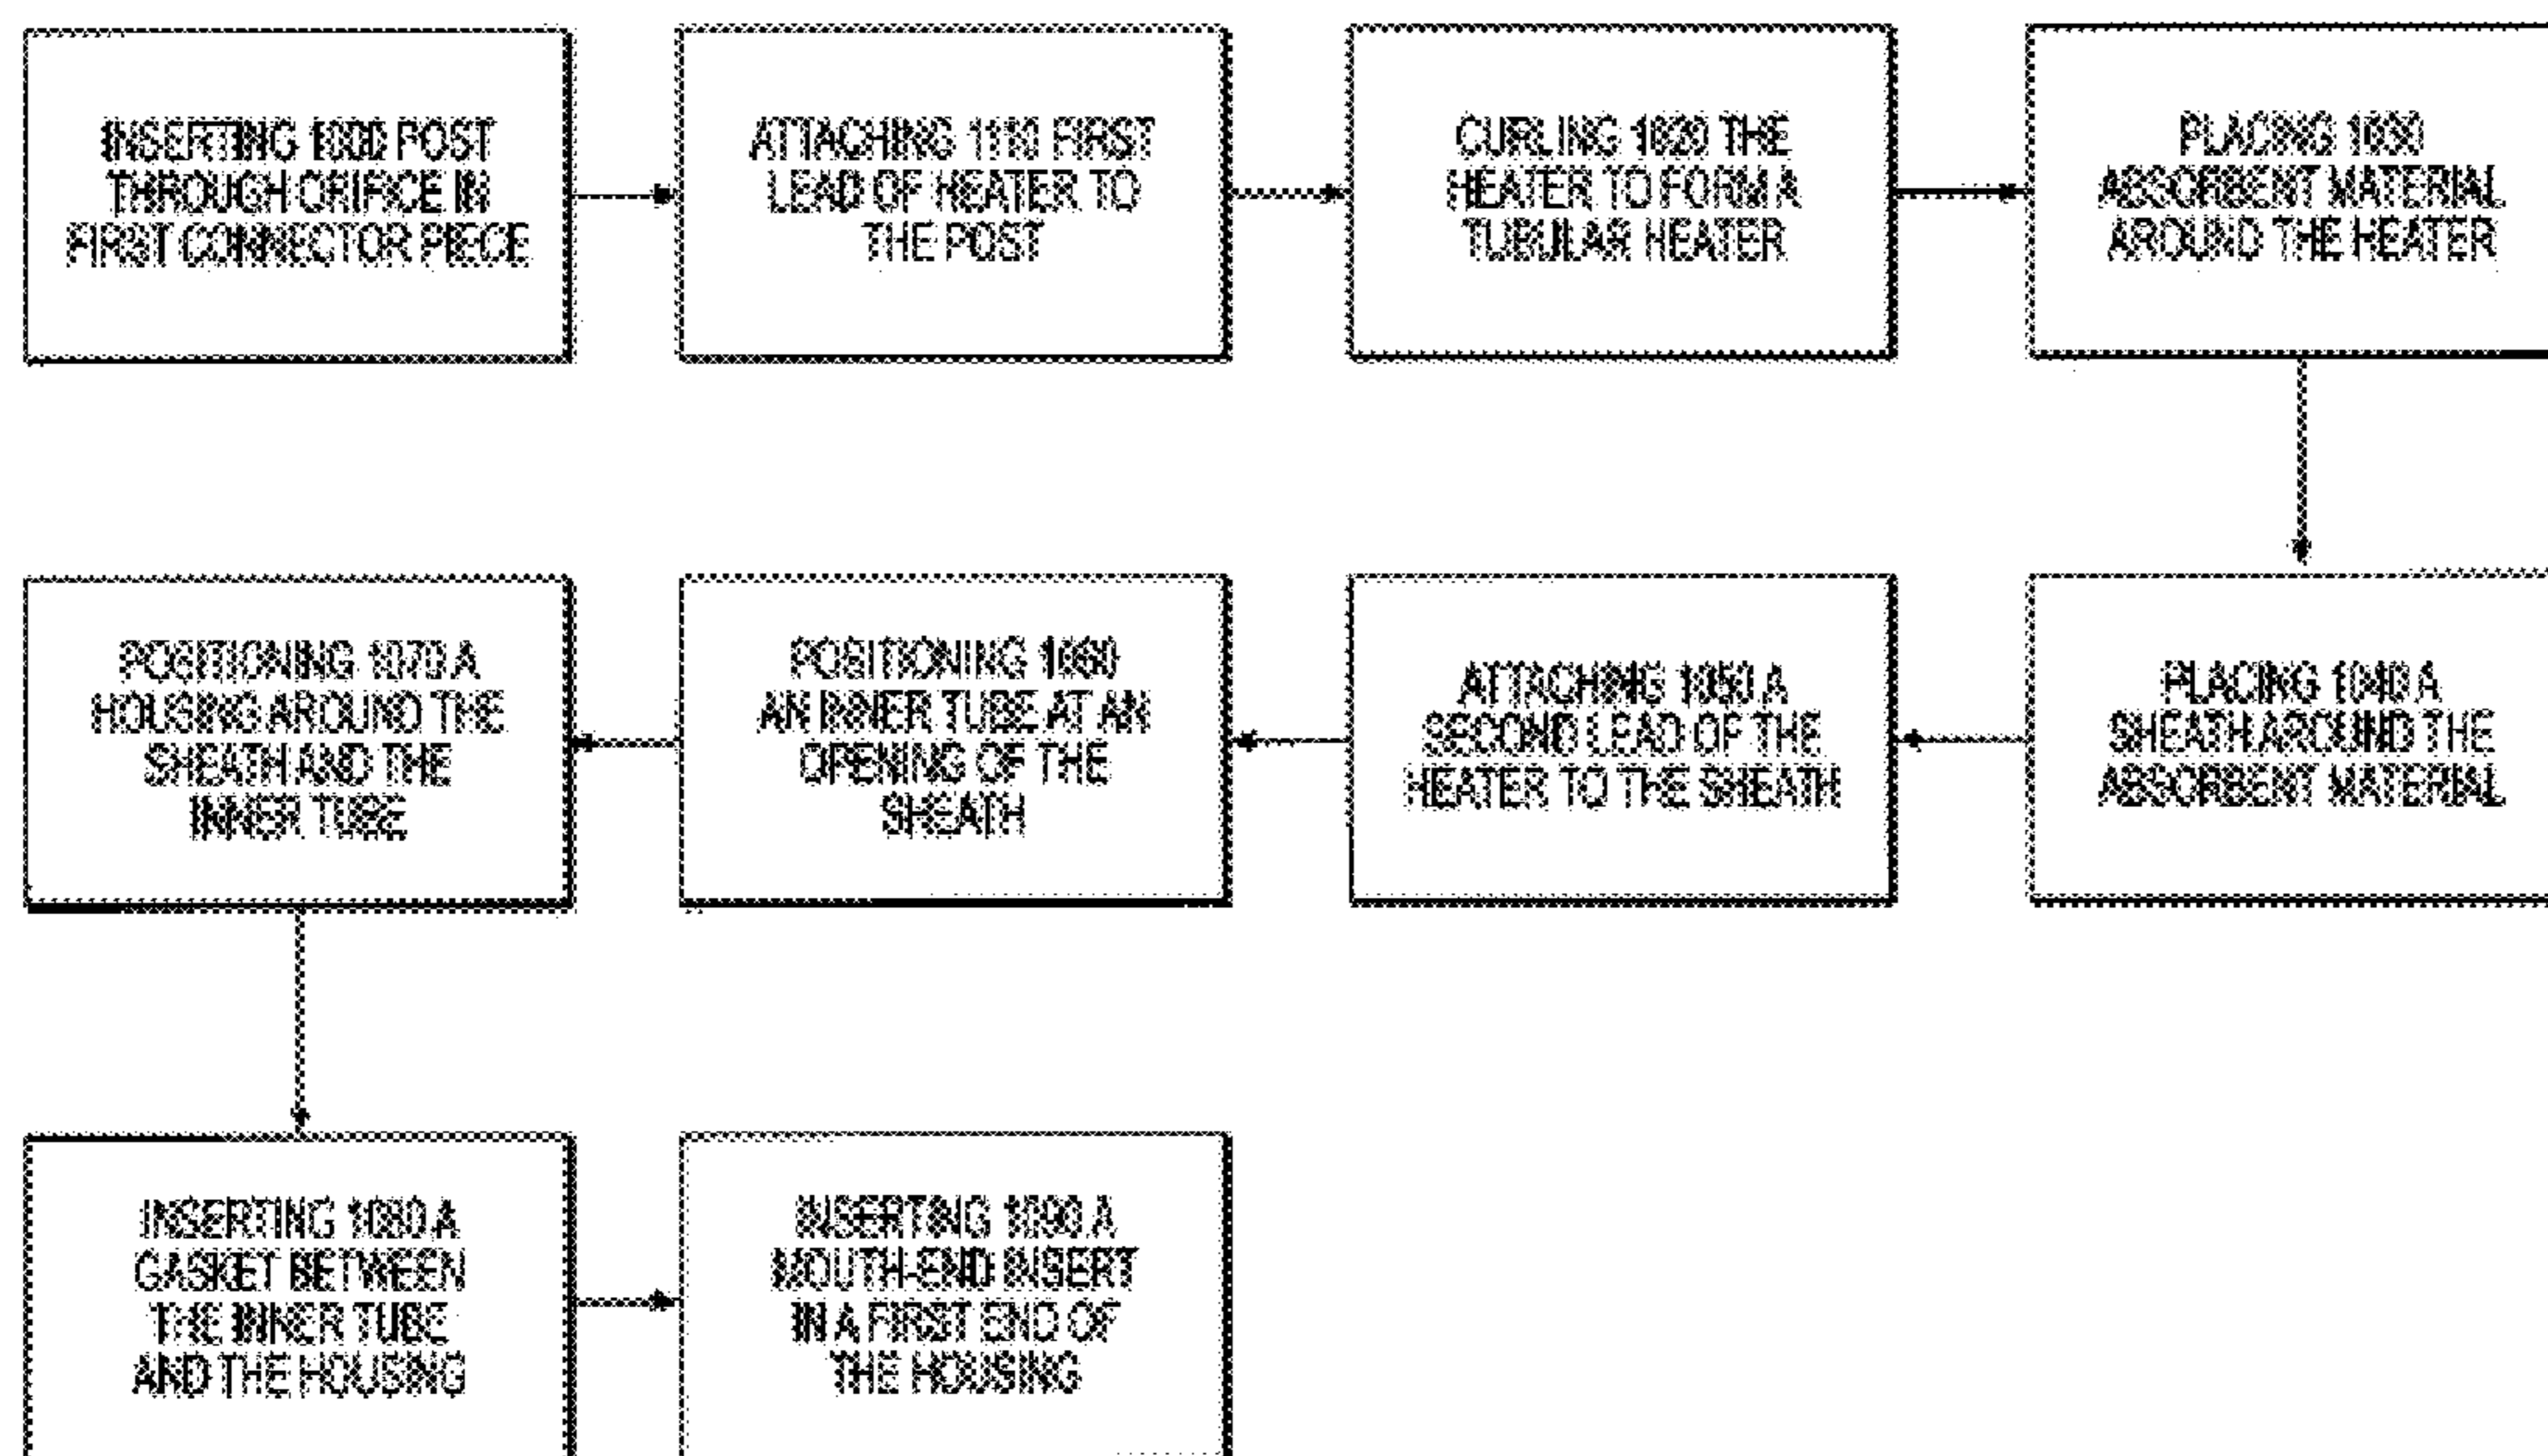 INSERTING 1000 POST
THROUGH ORIFICE IN
FIRST CONNECTOR PIECE
ATTACHING 1110 FIRST
LEAD OF HEATER TO
THE POST
CURLING 1020 THE
HEATER TO FORM A
TUBULAR HEATER
PLACING 1030
ABSORBENT MATERIAL
AROUND THE HEATER
PLACING 1040 A
SHEATH AROUND THE
ABSORBENT MATERIAL
ATTACHING 1050 A
SECOND LEAD OF THE
HEATER TO THE SHEATH
POSITIONING 1060
AN INNER TUBE AT AN
OPENING OF THE
SHEATH
POSITIONING 1070 A
HOUSING AROUND THE
SHEATH AND THE
INNER TUBE
INSERTING 1080 A
GASKET BETWEEN
THE INNER TUBE
AND THE HOUSING
INSERTING 1090 A
MOUTH-END INSERT
IN A FIRST END OF
THE HOUSING